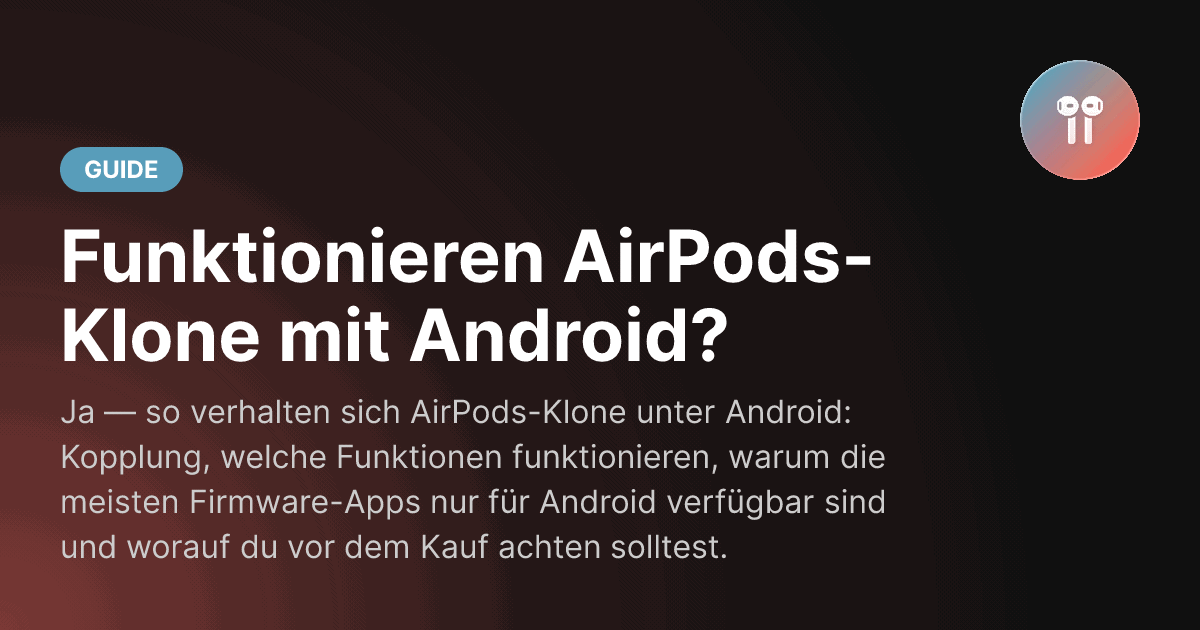 GUIDE
Funktionieren AirPods-
Klone mit Android?
Ja — so verhalten sich AirPods-Klone unter Android:
Kopplung, welche Funktionen funktionieren, warum die
meisten Firmware-Apps nur für Android verfügbar sind
und worauf du vor dem Kauf achten solltest.